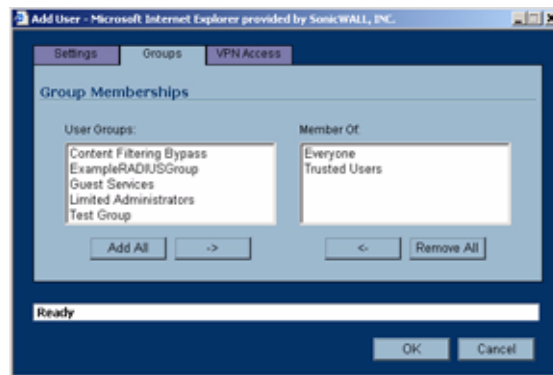 Add User - Microsoft Internet Explorer provided by SonicWALL, INC.
Settings Groups VPN Access
Group Memberships
User Groups: Member Of:
Content Filtering Bypass
ExampleRADIUSGroup
Guest Services
Limited Administrators
Test Group
Everyone
Trusted Users
Add All -> <- Remove All
Ready
OK Cancel